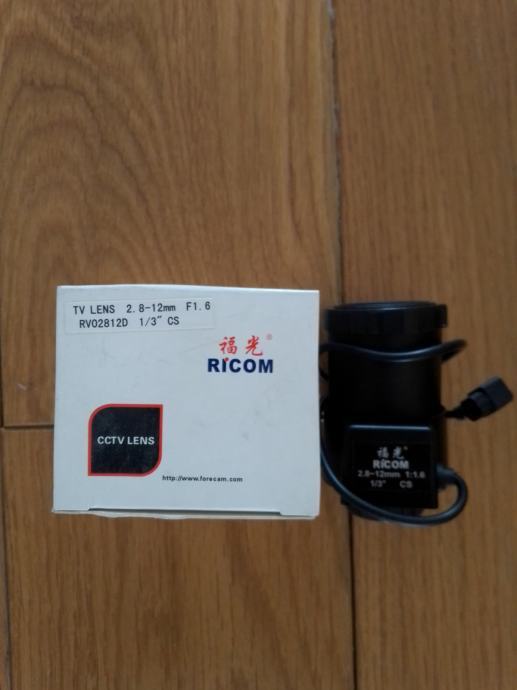 TV LENS 2.8-12mm F1.6
RV02812D 1/3" CS
福光®
RICOM
CCTV LENS
http://www.forecam.com
福光®
RICOM
2.8-12mm 1:1.6
1/3" CS